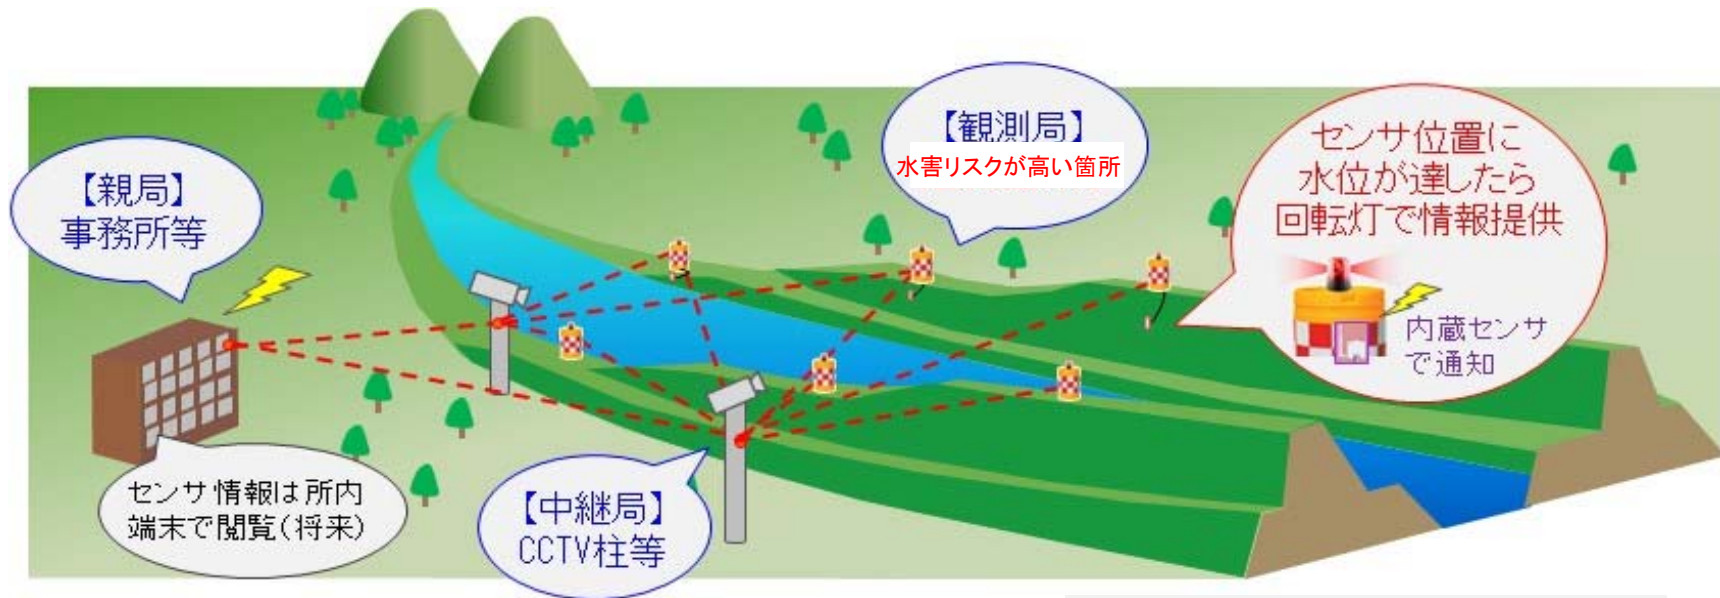 【親局】
事務所等
【観測局】
水害リスクが高い箇所
センサ位置に
水位が達したら
回転灯で情報提供
内蔵センサ
で通知
センサ情報は所内
端末で閲覧(将来)
【中継局】
CCTV柱等